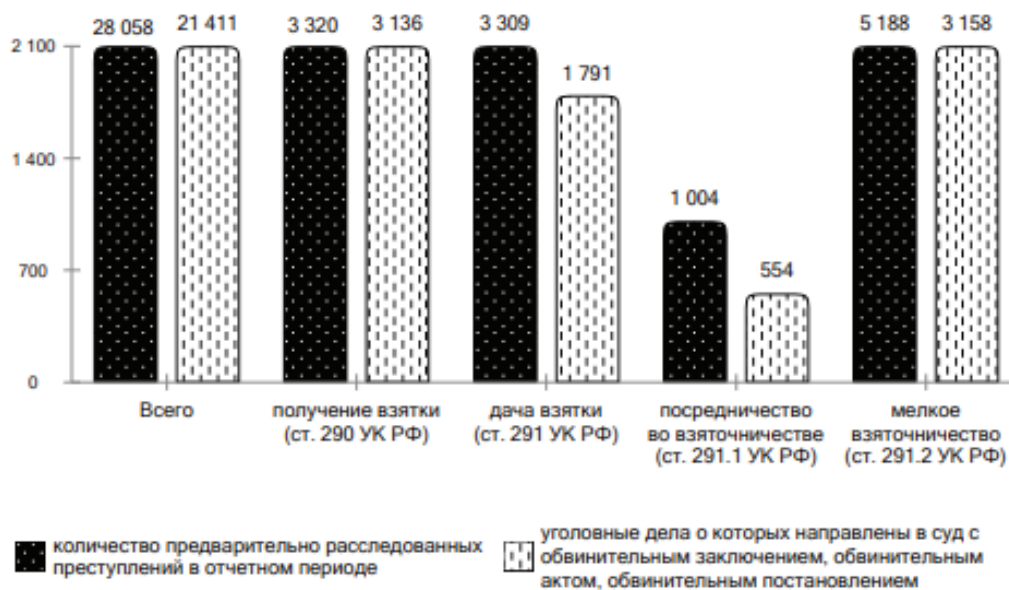 28 058
21 411
3 320
3 136
3 309
1 791
1 004
554
5 188
3 158
2 100
1 400
700
0
Всего
получение взятки
(ст. 290 УК РФ)
дача взятки
(ст. 291 УК РФ)
посредничество
во взяточничестве
(ст. 291.1 УК РФ)
мелкое
взяточничество
(ст. 291.2 УК РФ)
количество предварительно расследованных
преступлений в отчетном периоде
уголовные дела о которых направлены в суд с
обвинительным заключением, обвинительным
актом, обвинительным постановлением